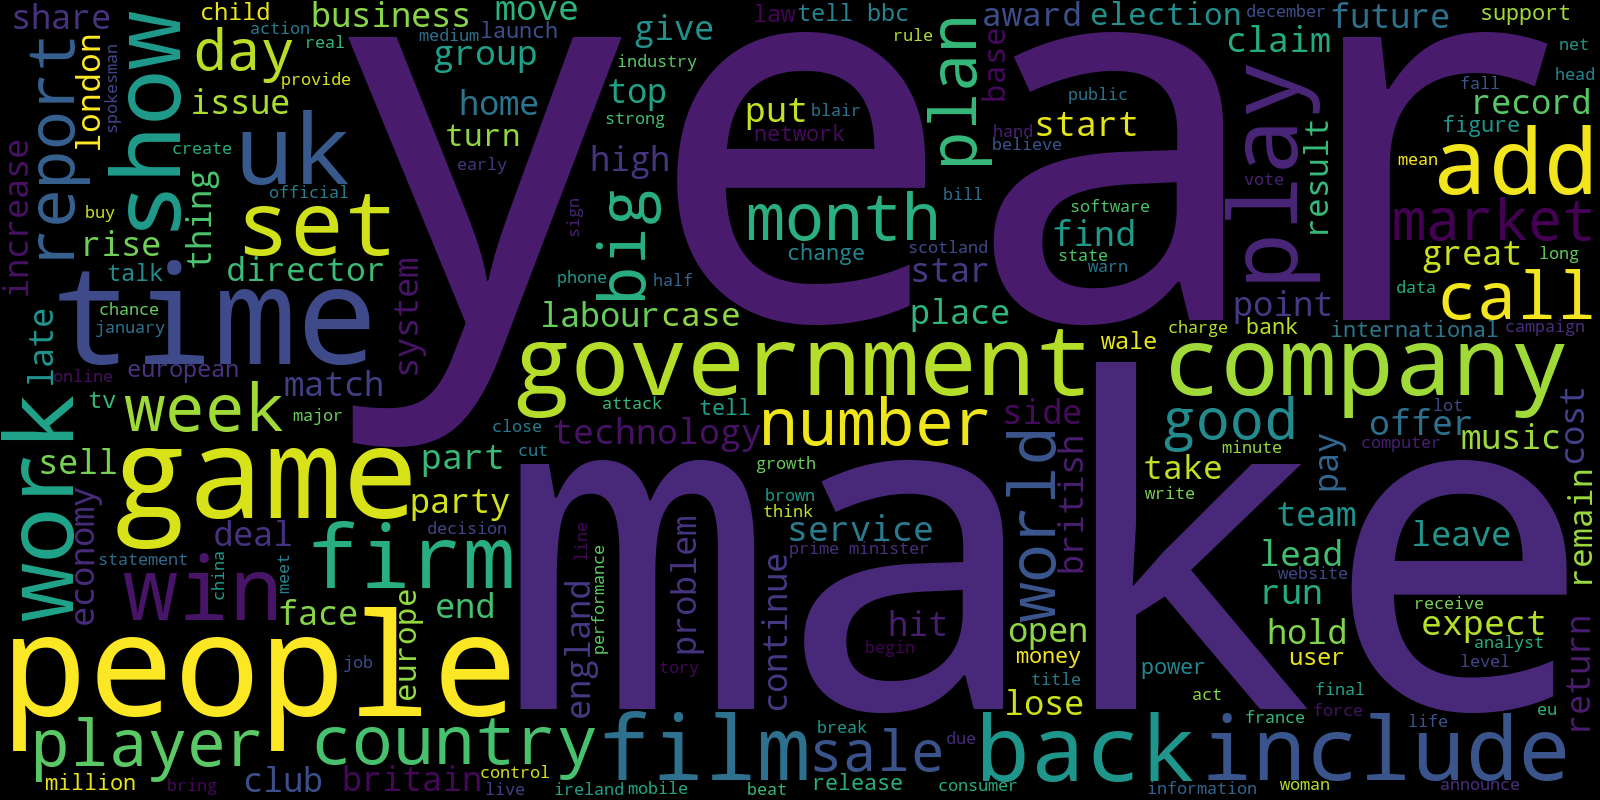 share
child
business
move
law
tell
bbc
award
election
december
future
support
action
real
medium
launch
give
rule
claim
net
day
group
industry
plan
base
year
play
report
london
spokesman
show
provide
issue
home
top
put
blair
public
start
fall
head
record
uk
turn
strong
network
hand
believe
figure
result
create
early
high
mean
add
increase
thing
official
vote
buy
set
sign
big
month
bill
software
find
market
rise
change
scotland
state
warn
great
long
talk
director
system
phone
half
star
data
call
time
chance
january
labour
case
place
point
late
charge
bank
international
campaign
online
european
match
government
wale
company
tv
week
major
attack
tell
number
side
good
offer
lot
cost
work
close
technology
computer
music
sell
game
part
cut
growth
world
british
take
minute
pay
economy
party
brown
think
write
remain
deal
decision
firm
line
service
team
leave
statement
china
meet
win
performance
problem
prime minister
make
lead
website
face
end
england
continue
hit
run
receive
expect
return
people
job
europe
tory
begin
open
money
hold
user
analyst
level
title
power
lose
act
final
player
country
film
break
sale
due
back
france
force
include
life
eu
million
bring
club
britain
control
live
ireland
mobile
beat
release
consumer
information
woman
announce